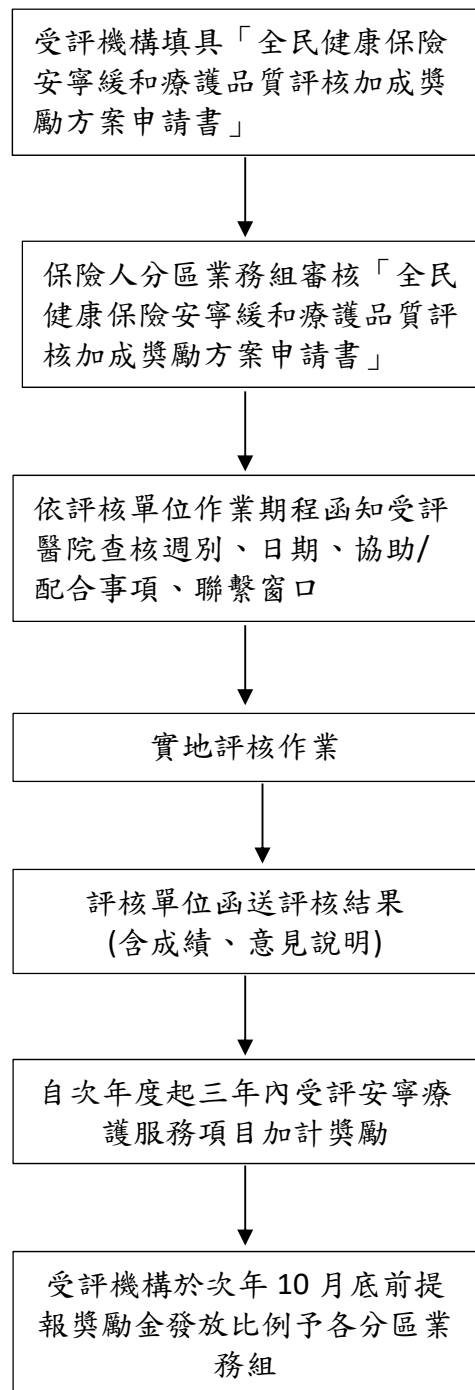 受評機構填具「全民健康保險
安寧緩和療護品質評核加成獎
勵方案申請書」
保險人分區業務組審核「全民
健康保險安寧緩和療護品質評
核加成獎勵方案申請書」
依評核單位作業期程函知受評
醫院查核週別、日期、協助/
配合事項、聯繫窗口
實地評核作業
評核單位函送評核結果
(含成績、意見說明)
自次年度起三年內受評安寧療
護服務項目加計獎勵
受評機構於次年 10 月底前提
報獎勵金發放比例予各分區業
務組